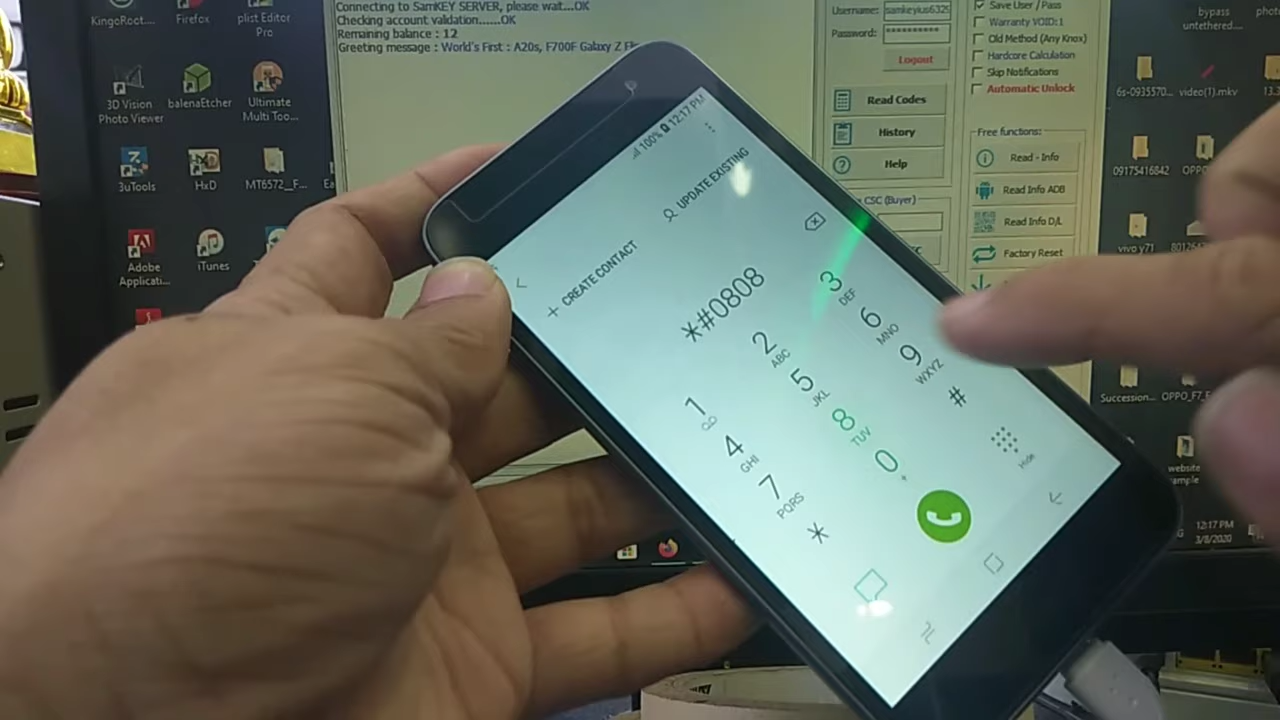 KingoRoot...
Firefox
plist Editor
Pro
3D Vision
Photo Viewer
balenaEtcher
Ultimate
Multi Too...
3uTools
HxD
MT6572__F...
Adobe
Applicati...
iTunes
Connecting to SamKEY SERVER, please wait...OK
Checking account validation......OK
Remaining balance : 12
Greeting message : World's First : A20s, F700F Galaxy Z
Username:
Password: **********
Logout
Read Codes
History
Help
CSC (Buyer)
Save User / Pass
Warranty VOID:1
Old Method (Any Knox)
Hardcore Calculation
Skip Notifications
Automatic Unlock
Free functions:
Read - Info
Read Info ADB
Read Info D/L
Factory Reset
bypass
untethered...
6s-0935570...
video(1).mkv
09175416842
vivo y71
Succession...
OPPO_F7_F
website
12:17 PM
3/8/2020
100% 12:17 PM
UPDATE EXISTING
+ CREATE CONTACT
*#0808
1
2 ABC
3 DEF
4 GHI
5 JKL
6 MNO
7 PQRS
8 TUV
9 WXYZ
*
0 +
#
Hide